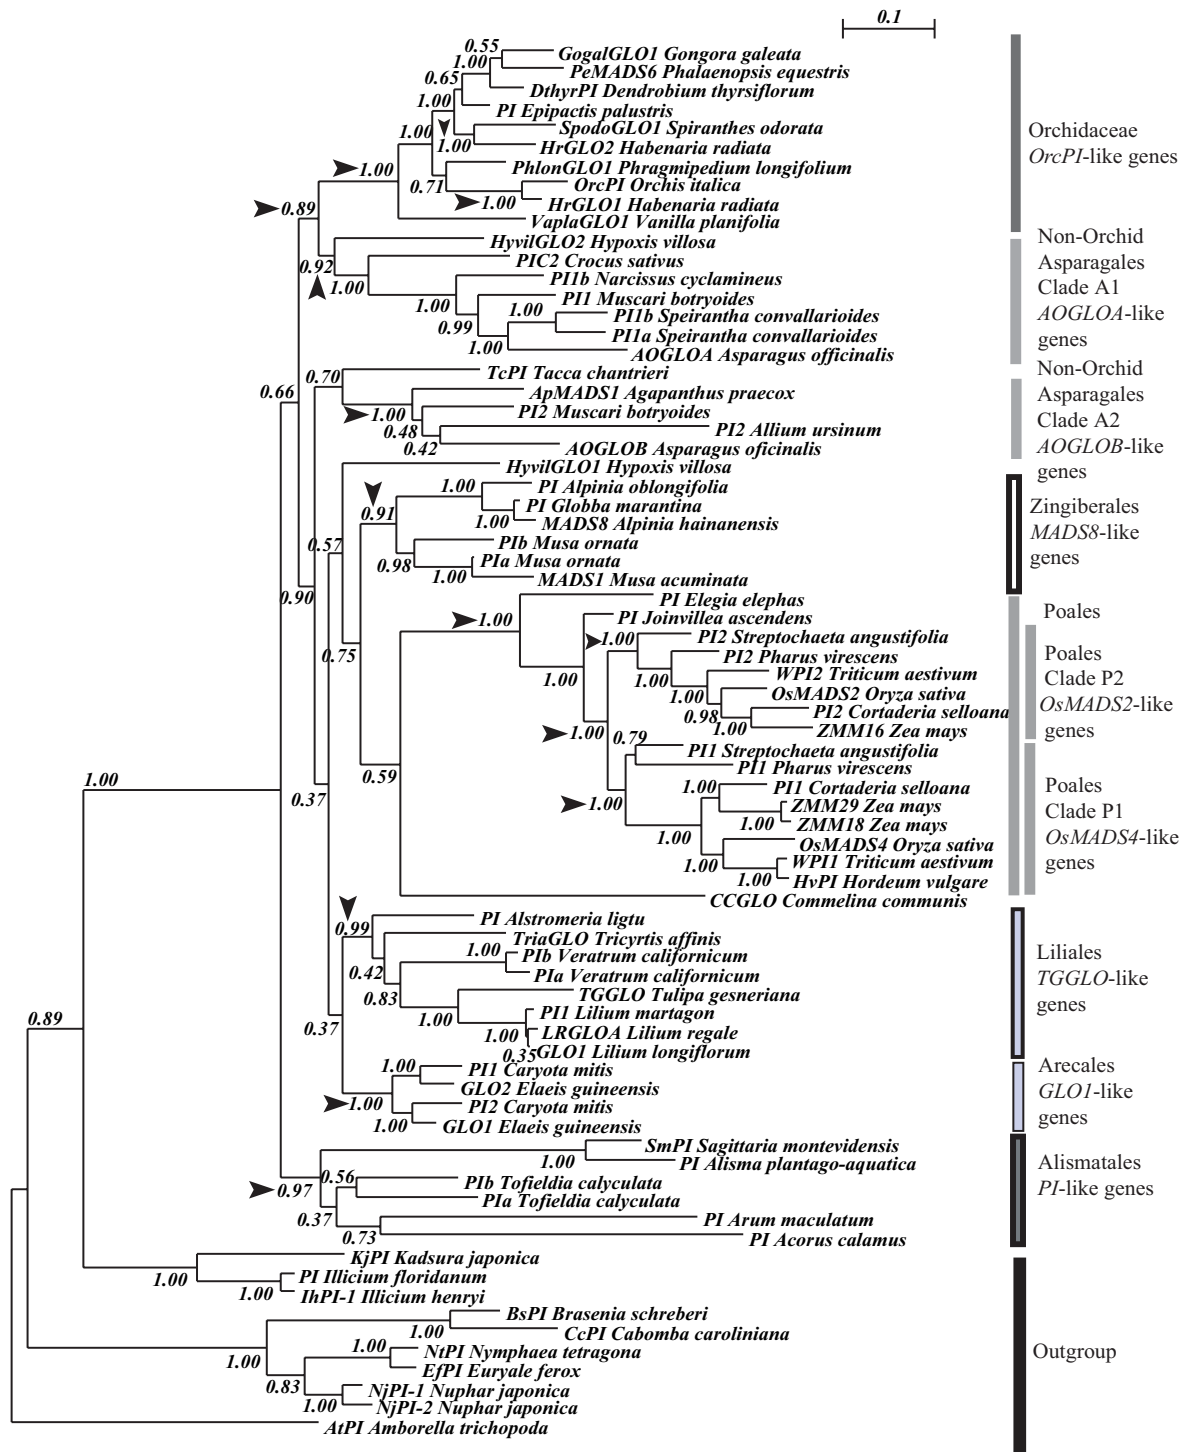 0.1
0.55
GogalGLO1 Gongora galeata
1.00
PeMADS6 Phalaenopsis equestris
0.65
DthyrPI Dendrobium thyrsiflorum
1.00
PI Epipactis palustris
1.00
SpodoGLO1 Spiranthes odorata
1.00
HrGLO2 Habenaria radiata
1.00
PhlonGLO1 Phragmipedium longifolium
0.71
OrcPI Orchis italica
1.00
HrGLO1 Habenaria radiata
0.89
VaplaGLO1 Vanilla planifolia
Orchidaceae
OrcPI-like genes
HyvilGLO2 Hypoxis villosa
0.92
PIC2 Crocus sativus
1.00
PI1b Narcissus cyclamineus
1.00
PI1 Muscari botryoides
0.99
1.00
PI1b Speirantha convallarioides
PI1a Speirantha convallarioides
1.00
AOGLOA Asparagus officinalis
Non-Orchid
Asparagales
Clade A1
AOGLOA-like
genes
0.66
0.70
TcPI Tacca chantrieri
ApMADS1 Agapanthus praecox
1.00
PI2 Muscari botryoides
0.48
PI2 Allium ursinum
0.42
AOGLOB Asparagus oficinalis
Non-Orchid
Asparagales
Clade A2
AOGLOB-like
genes
HyvilGLO1 Hypoxis villosa
1.00
PI Alpinia oblongifolia
0.91
PI Globba marantina
1.00
MADS8 Alpinia hainanensis
0.57
PIb Musa ornata
0.98
PIa Musa ornata
1.00
MADS1 Musa acuminata
Zingiberales
MADS8-like
genes
0.90
PI Elegia elephas
1.00
PI Joinvillea ascendens
1.00
PI2 Streptochaeta angustifolia
0.75
PI2 Pharus virescens
1.00
1.00
WPI2 Triticum aestivum
1.00
OsMADS2 Oryza sativa
0.98
PI2 Cortaderia selloana
1.00
ZMM16 Zea mays
1.00
0.79
PI1 Streptochaeta angustifolia
PI1 Pharus virescens
0.59
1.00
PI1 Cortaderia selloana
1.00
ZMM29 Zea mays
1.00
ZMM18 Zea mays
1.00
OsMADS4 Oryza sativa
1.00
WPI1 Triticum aestivum
1.00
HvPI Hordeum vulgare
CCGLO Commelina communis
Poales
Poales
Clade P2
OsMADS2-like
genes
Poales
Clade P1
OsMADS4-like
genes
1.00
0.37
PI Alstromeria ligtu
0.99
TriaGLO Tricyrtis affinis
1.00
PIb Veratrum californicum
0.42
PIa Veratrum californicum
0.83
TGGLO Tulipa gesneriana
1.00
PI1 Lilium martagon
0.37
1.00
LRGLOA Lilium regale
0.35
GLO1 Lilium longiflorum
Liliales
TGGLO-like
genes
0.89
1.00
PI1 Caryota mitis
GLO2 Elaeis guineensis
1.00
PI2 Caryota mitis
1.00
GLO1 Elaeis guineensis
Arecales
GLO1-like
genes
SmPI Sagittaria montevidensis
1.00
PI Alisma plantago-aquatica
0.97
0.56
PIb Tofieldia calyculata
PIa Tofieldia calyculata
0.37
PI Arum maculatum
0.73
PI Acorus calamus
Alismatales
PI-like genes
KjPI Kadsura japonica
1.00
PI Illicium floridanum
1.00
IhPI-1 Illicium henryi
BsPI Brasenia schreberi
1.00
CcPI Cabomba caroliniana
1.00
1.00
NtPI Nymphaea tetragona
EfPI Euryale ferox
0.83
NjPI-1 Nuphar japonica
1.00
NjPI-2 Nuphar japonica
AtPI Amborella trichopoda
Outgroup